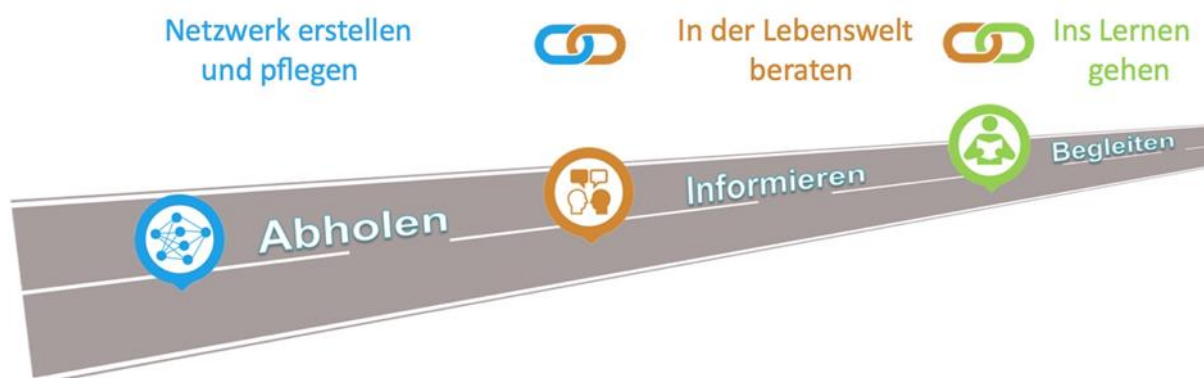 Netzwerk erstellen
und pflegen
In der Lebenswelt
beraten
Ins Lernen
gehen
Abholen
Informieren
Begleiten